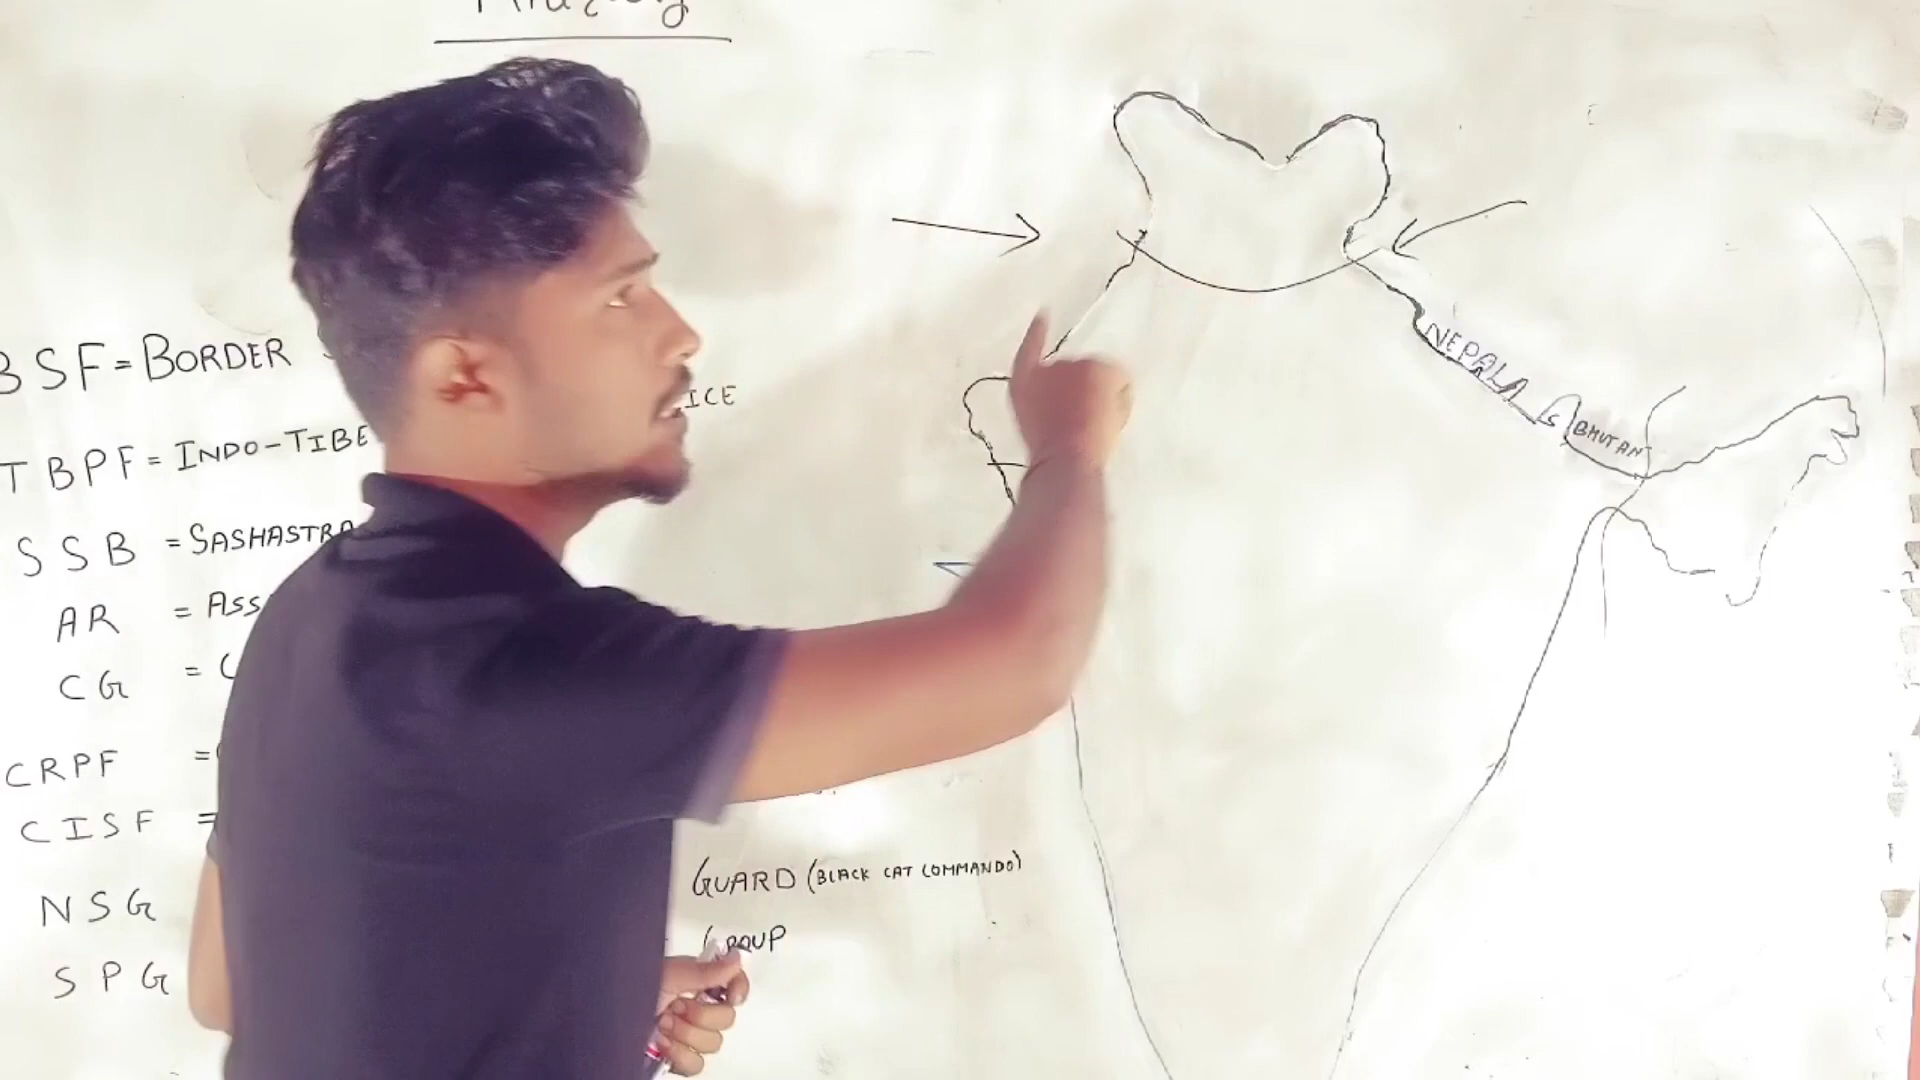 BSF = BORDER
TBPF = INDO-TIBE ICE
SSB = SASHASTRA
AR = ASS
CG = C
CRPF =
CISF =
NSG GUARD (BLACK CAT COMMANDO)
SPG GROUP
NEPAL
BHUTAN